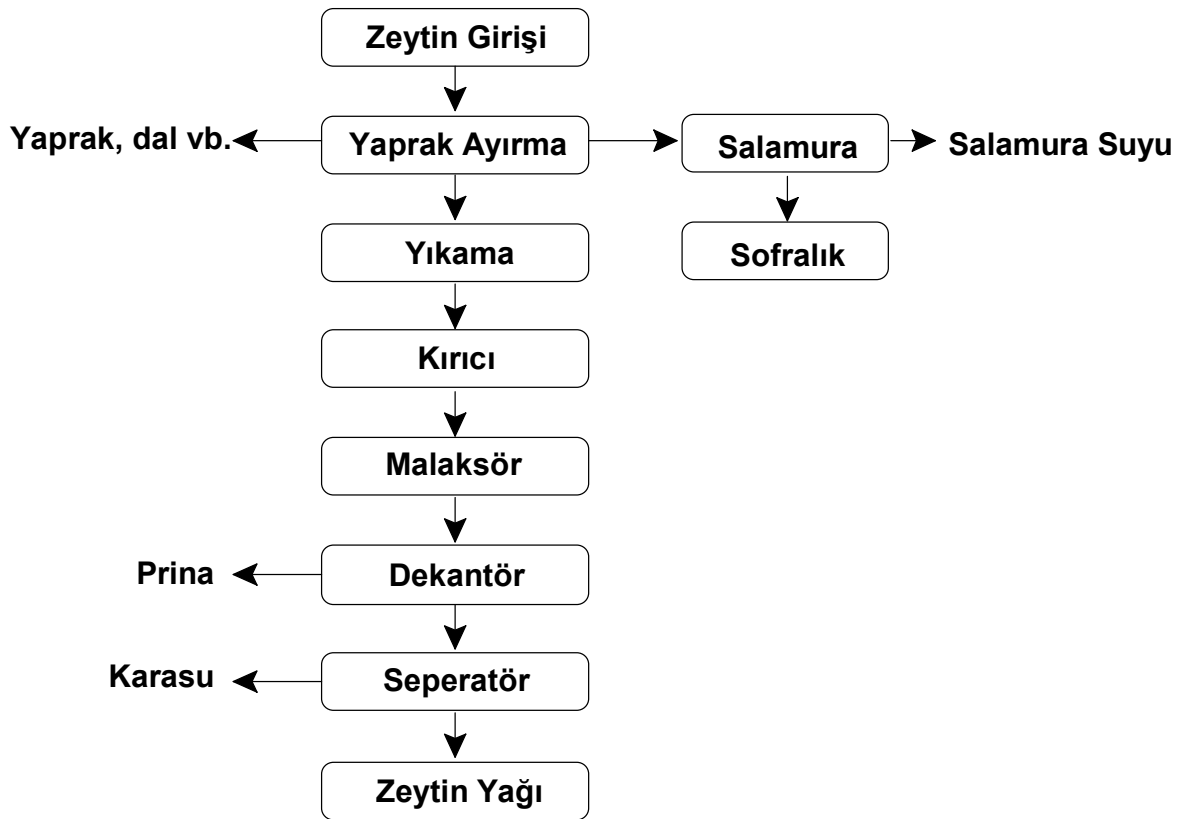 Zeytin Girişi
Yaprak, dal vb.
Yaprak Ayırma
Salamura
Salamura Suyu
Yıkama
Sofralık
Kırıcı
Malaksör
Prina
Dekantör
Karasu
Seperatör
Zeytin Yağı